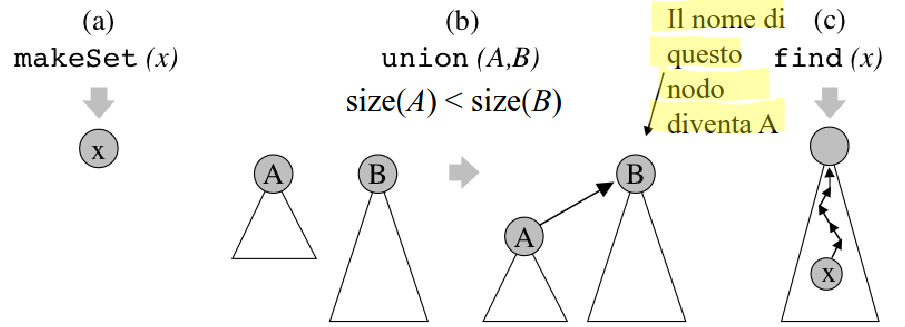 (a)
makeSet (x)
x
(b)
union (A,B)
size(A) < size(B)
A
B
A
B
Il nome di
questo
nodo
diventa A
(c)
find (x)
x